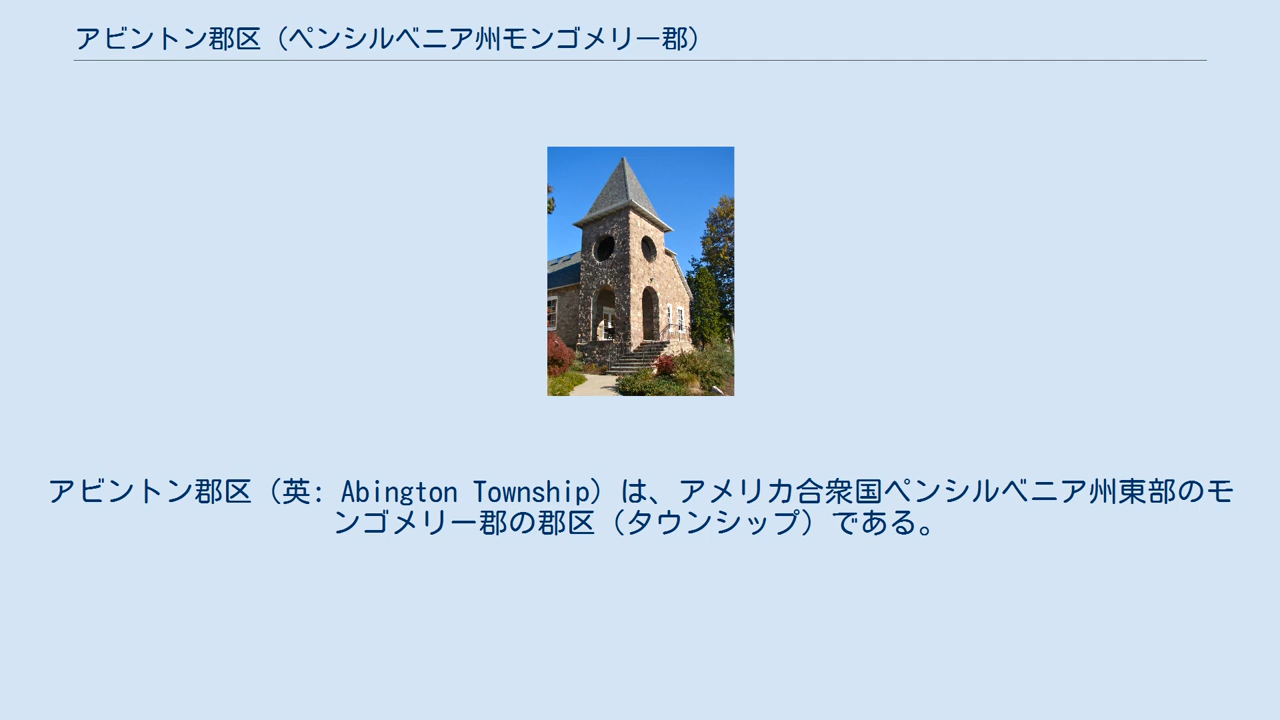 アビントン郡区（ペンシルベニア州モンゴメリー郡）
アビントン郡区（英: Abington Township）は、アメリカ合衆国ペンシルベニア州東部のモ
ンゴメリー郡の郡区（タウンシップ）である。